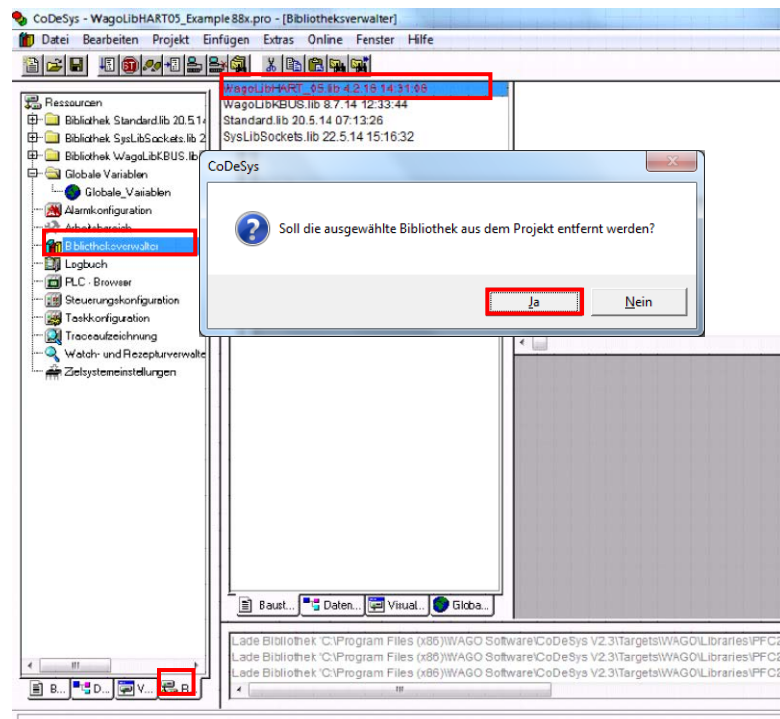 CoDeSys - WagoLibHART05_Example88x.pro - [Bibliotheksverwalter]
Datei Bearbeiten Projekt Einfügen Extras Online Fenster Hilfe
WagoLibHART_05.lib 4.2.16 14:31:06
WagoLibKBUS.lib 8.7.14 12:33:44
Standard.lib 20.5.14 07:13:26
SysLibSockets.lib 22.5.14 15:16:32
Ressourcen
Bibliothek Standard.lib 20.5.14
Bibliothek SysLibSockets.lib 2
Bibliothek WagoLibKBUS.lib
Globale Variablen
Globale_Variablen
Alarmkonfiguration
Arbeitsbereich
Bibliotheksverwalter
Logbuch
PLC - Browser
Steuerungskonfiguration
Taskkonfiguration
Traceaufzeichnung
Watch- und Rezepturverwalte
Zielsystemeinstellungen
CoDeSys
Soll die ausgewählte Bibliothek aus dem Projekt entfernt werden?
Ja Nein
Baust... Daten... Visual... Globa...
Lade Bibliothek 'C:\Program Files (x86)\WAGO Software\CoDeSys V2.3\Targets\WAGO\Libraries\PFC2
Lade Bibliothek 'C:\Program Files (x86)\WAGO Software\CoDeSys V2.3\Targets\WAGO\Libraries\PFC2
Lade Bibliothek 'C:\Program Files (x86)\WAGO Software\CoDeSys V2.3\Targets\WAGO\Libraries\PFC2
B... D... V... R